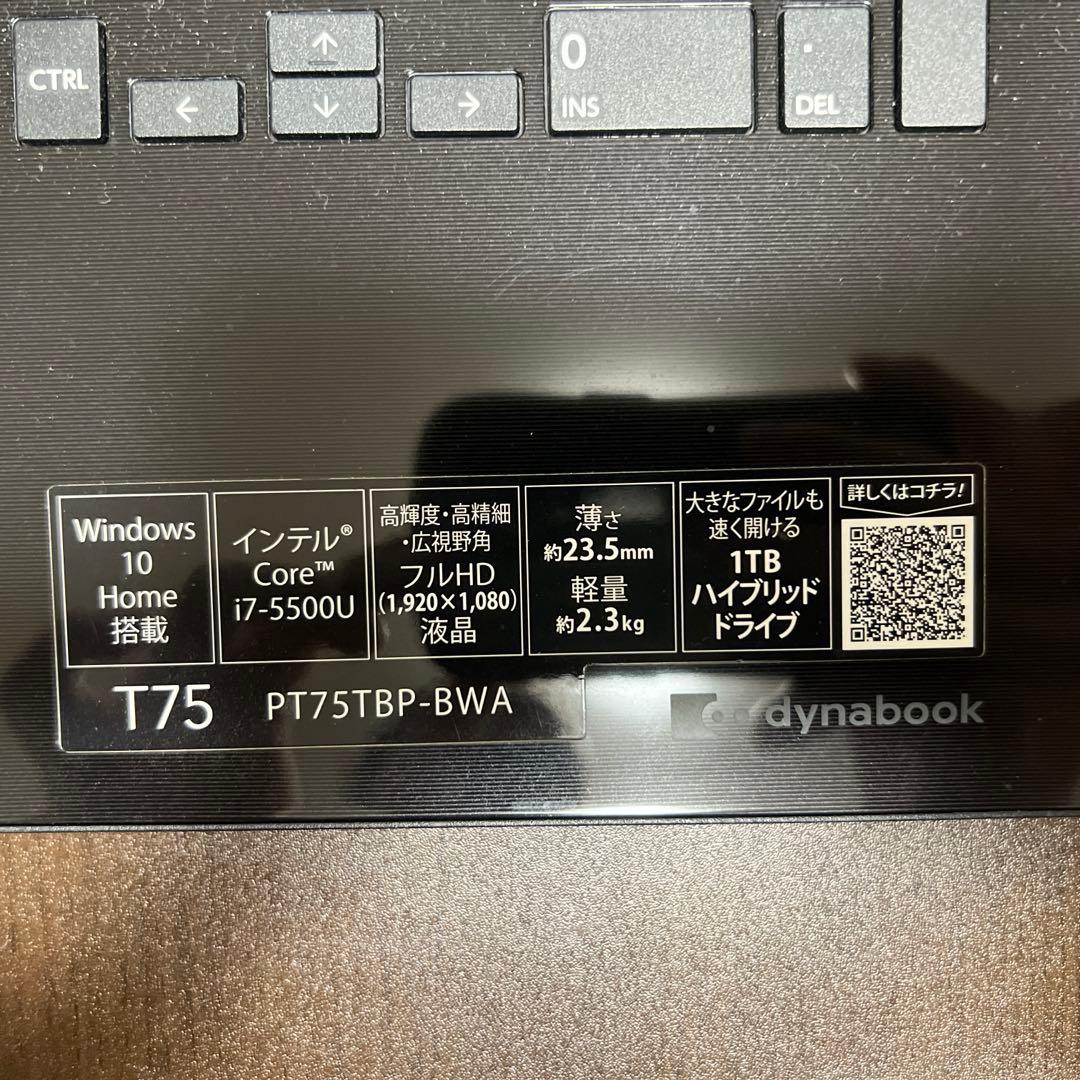 CTRL
←
↑
↓
→
0
INS
.
DEL
Windows
10
Home
搭載
インテル®
Core™
i7-5500U
高輝度・高精細
・広視野角
フルHD
(1,920×1,080)
液晶
薄さ
約23.5mm
軽量
約2.3kg
大きなファイルも
速く開ける
1TB
ハイブリッド
ドライブ
詳しくはコチラ!
T75 PT75TBP-BWA
dynabook